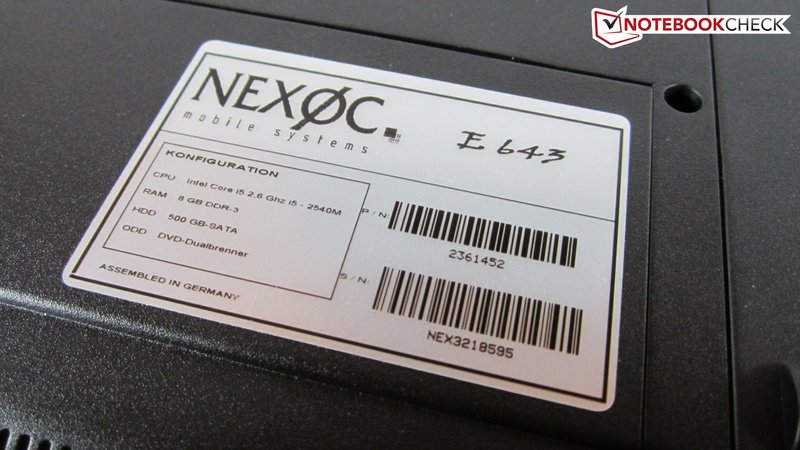 NOTEBOOKCHECK
NEXØC.
mobile systems
E 643
KONFIGURATION
CPU Intel Core i5 2.6 Ghz i5 - 2540M
RAM 8 GB DDR-3
HDD 500 GB-SATA
ODD DVD-Dualbrenner
P / N:
2361452
S / N:
NEX3218595
ASSEMBLED IN GERMANY